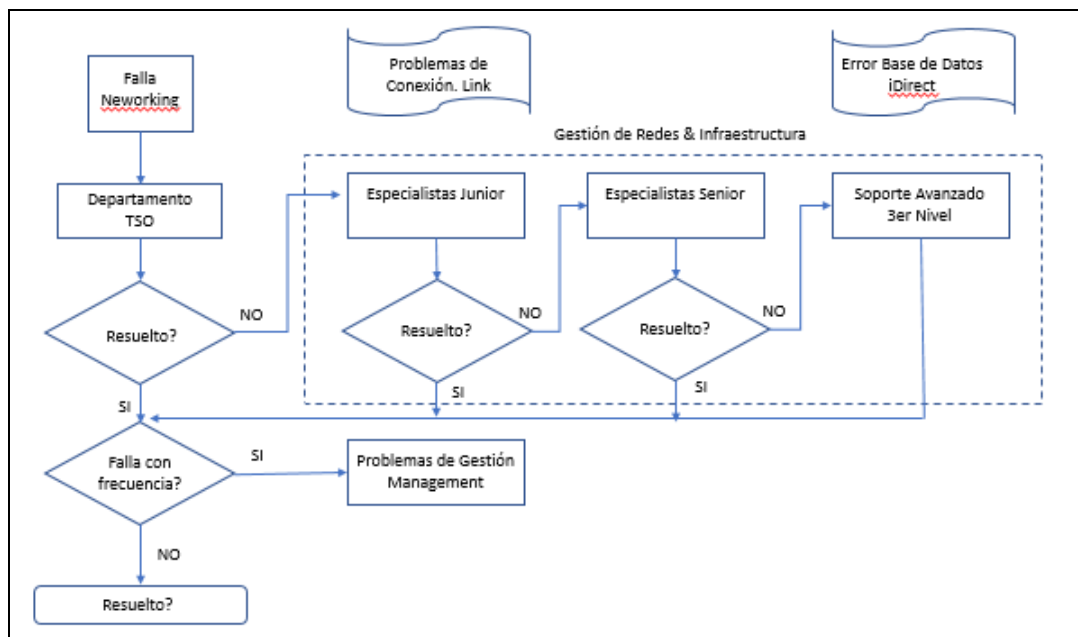 Falla
Neworking
Problemas de
Conexión. Link
Error Base de Datos
iDirect
Gestión de Redes & Infraestructura
Departamento
TSO
Especialistas Junior
Especialistas Senior
Soporte Avanzado
3er Nivel
Resuelto?
NO
Resuelto?
NO
Resuelto?
NO
SI
SI
SI
Falla con
frecuencia?
SI
Problemas de Gestión
Management
NO
Resuelto?